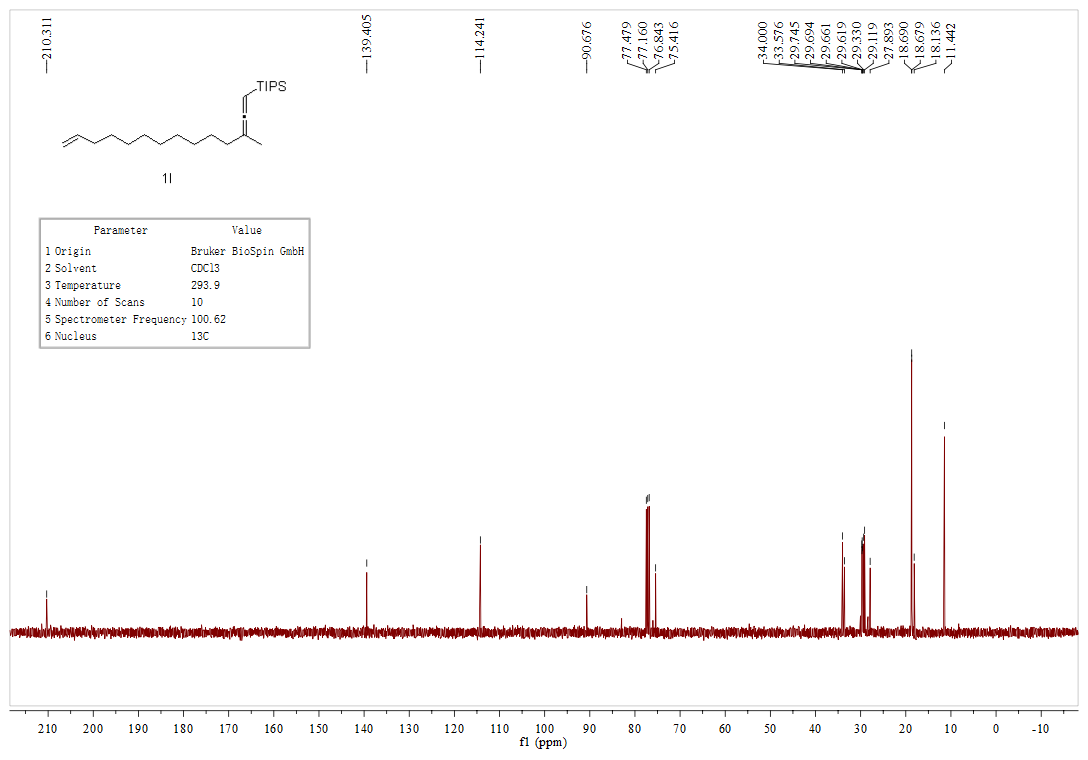 210.311
139.405
114.241
90.676
77.479
77.160
76.843
75.416
34.000
33.576
29.745
29.694
29.661
29.619
29.330
29.119
27.893
18.690
18.679
18.136
11.442
TIPS
1l
Parameter Value
1 Origin Bruker BioSpin GmbH
2 Solvent CDCl3
3 Temperature 293.9
4 Number of Scans 10
5 Spectrometer Frequency 100.62
6 Nucleus 13C
210 200 190 180 170 160 150 140 130 120 110 100 90 80 70 60 50 40 30 20 10 0 -10
f1 (ppm)